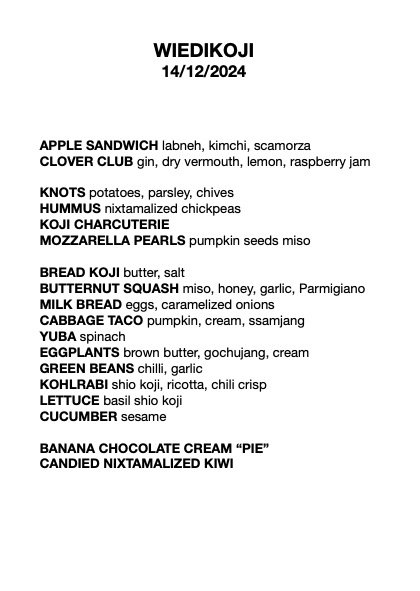 WIEDIKOJI
14/12/2024
APPLE SANDWICH labneh, kimchi, scamorza
CLOVER CLUB gin, dry vermouth, lemon, raspberry jam
KNOTS potatoes, parsley, chives
HUMMUS nixtamalized chickpeas
KOJI CHARCUTERIE
MOZZARELLA PEARLS pumpkin seeds miso
BREAD KOJI butter, salt
BUTTERNUT SQUASH miso, honey, garlic, Parmigiano
MILK BREAD eggs, caramelized onions
CABBAGE TACO pumpkin, cream, ssamjang
YUBA spinach
EGGPLANTS brown butter, gochujang, cream
GREEN BEANS chilli, garlic
KOHLRABI shio koji, ricotta, chili crisp
LETTUCE basil shio koji
CUCUMBER sesame
BANANA CHOCOLATE CREAM “PIE”
CANDIED NIXTAMALIZED KIWI